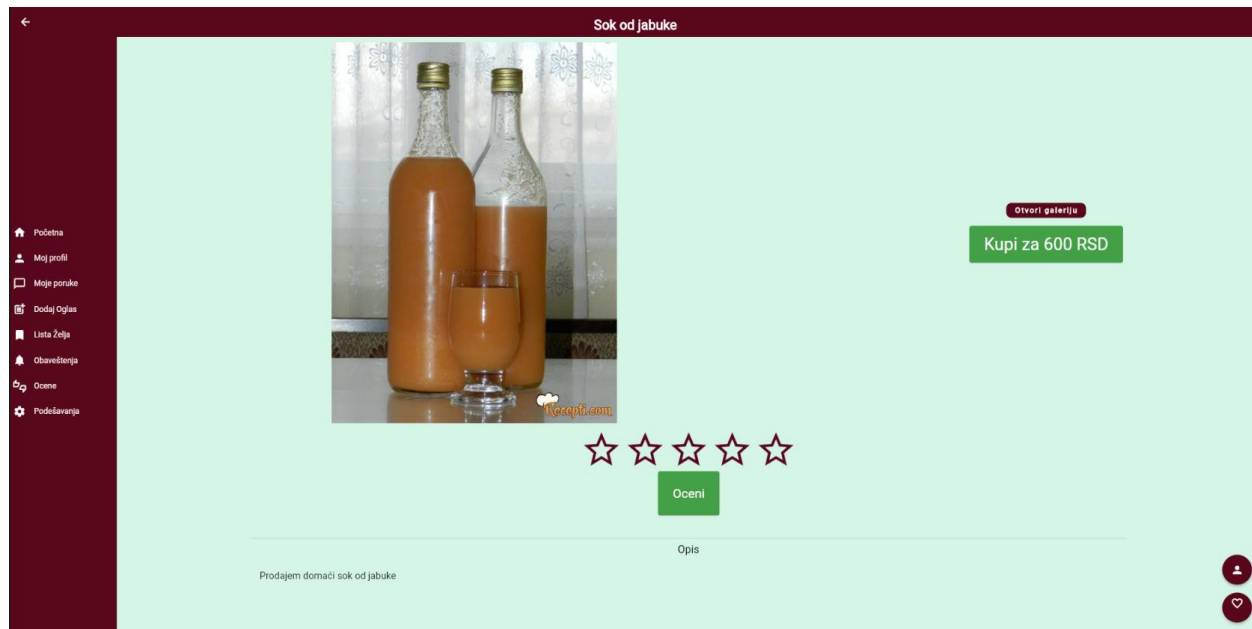 Sok od jabuke
Početna
Moj profil
Moje poruke
Dodaj Oglas
Lista Želja
Obaveštenja
Ocene
Podešavanja
Recepti.com
Otvori galeriju
Kupi za 600 RSD
Oceni
Opis
Prodajem domaći sok od jabuke